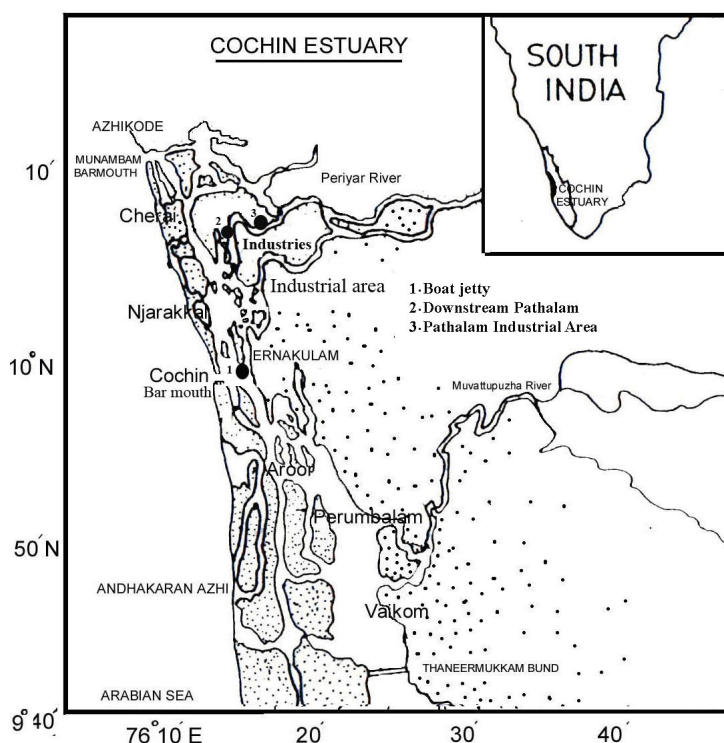 COCHIN ESTUARY
SOUTH
INDIA
COCHIN
ESTUARY
AZHIKODE
MUNAMBAM
BARMOUTH
10′
Periyar River
Cherai
3
2
Industries
Industrial area
1·Boat jetty
2·Downstream Pathalam
3·Pathalam Industrial Area
Njarakkal
10°N
ERNAKULAM
Cochin
1
Bar mouth
Muvattupuzha River
Aroor
Perumbalam
50′N
ANDHAKARAN AZHI
Vaikom
THANEERMUKKAM BUND
ARABIAN SEA
9°40′
76°10′E
20′
30′
40′